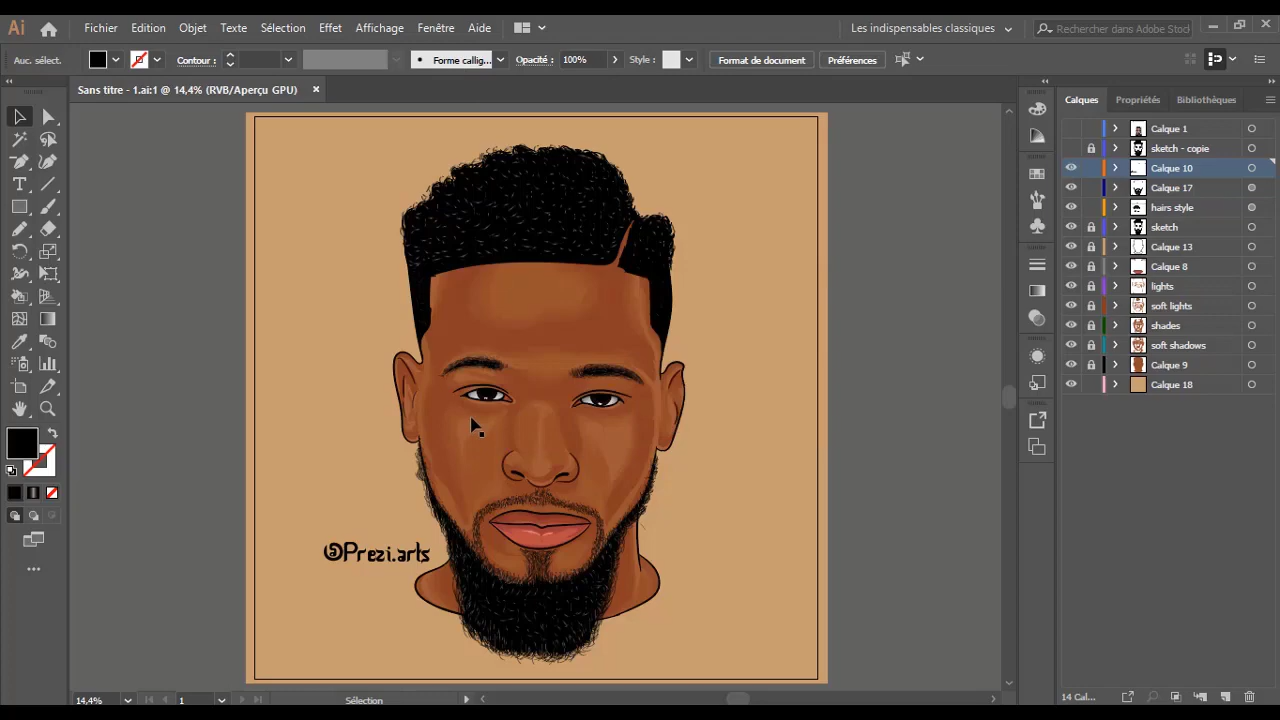 Ai
Fichier Edition Objet Texte Sélection Effet Affichage Fenêtre Aide
Les indispensables classiques
Rechercher dans Adobe Stock
Auc. sélect.
Contour :
Forme callig...
Opacité :
100%
Style :
Format de document
Préférences
Sans titre - 1.ai:1 @ 14,4% (RVB/Aperçu GPU)
Calques Propriétés Bibliothèques
Calque 1
sketch - copie
Calque 10
Calque 17
hairs style
sketch
Calque 13
Calque 8
lights
soft lights
shades
soft shadows
Calque 9
Calque 18
@Prezi.arts
14,4%
1
Sélection
14 Cal...